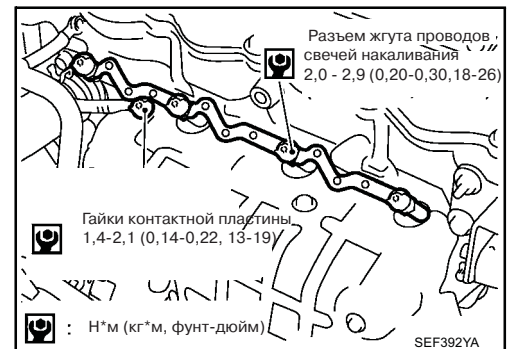 Разъем жгута проводов
свечей накаливания
2,0 - 2,9 (0,20-0,30,18-26)
Гайки контактной пластины
1,4-2,1 (0,14-0,22, 13-19)
: Н*м (кг*м, фунт-дюйм)
SEF392YA